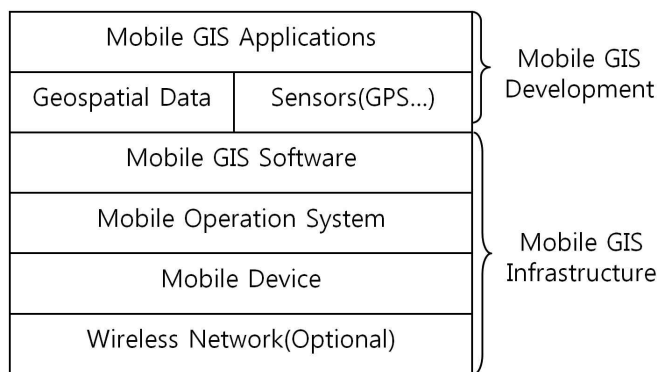 Mobile GIS Applications
Geospatial Data
Sensors(GPS...)
Mobile GIS
Development
Mobile GIS Software
Mobile Operation System
Mobile Device
Wireless Network(Optional)
Mobile GIS
Infrastructure